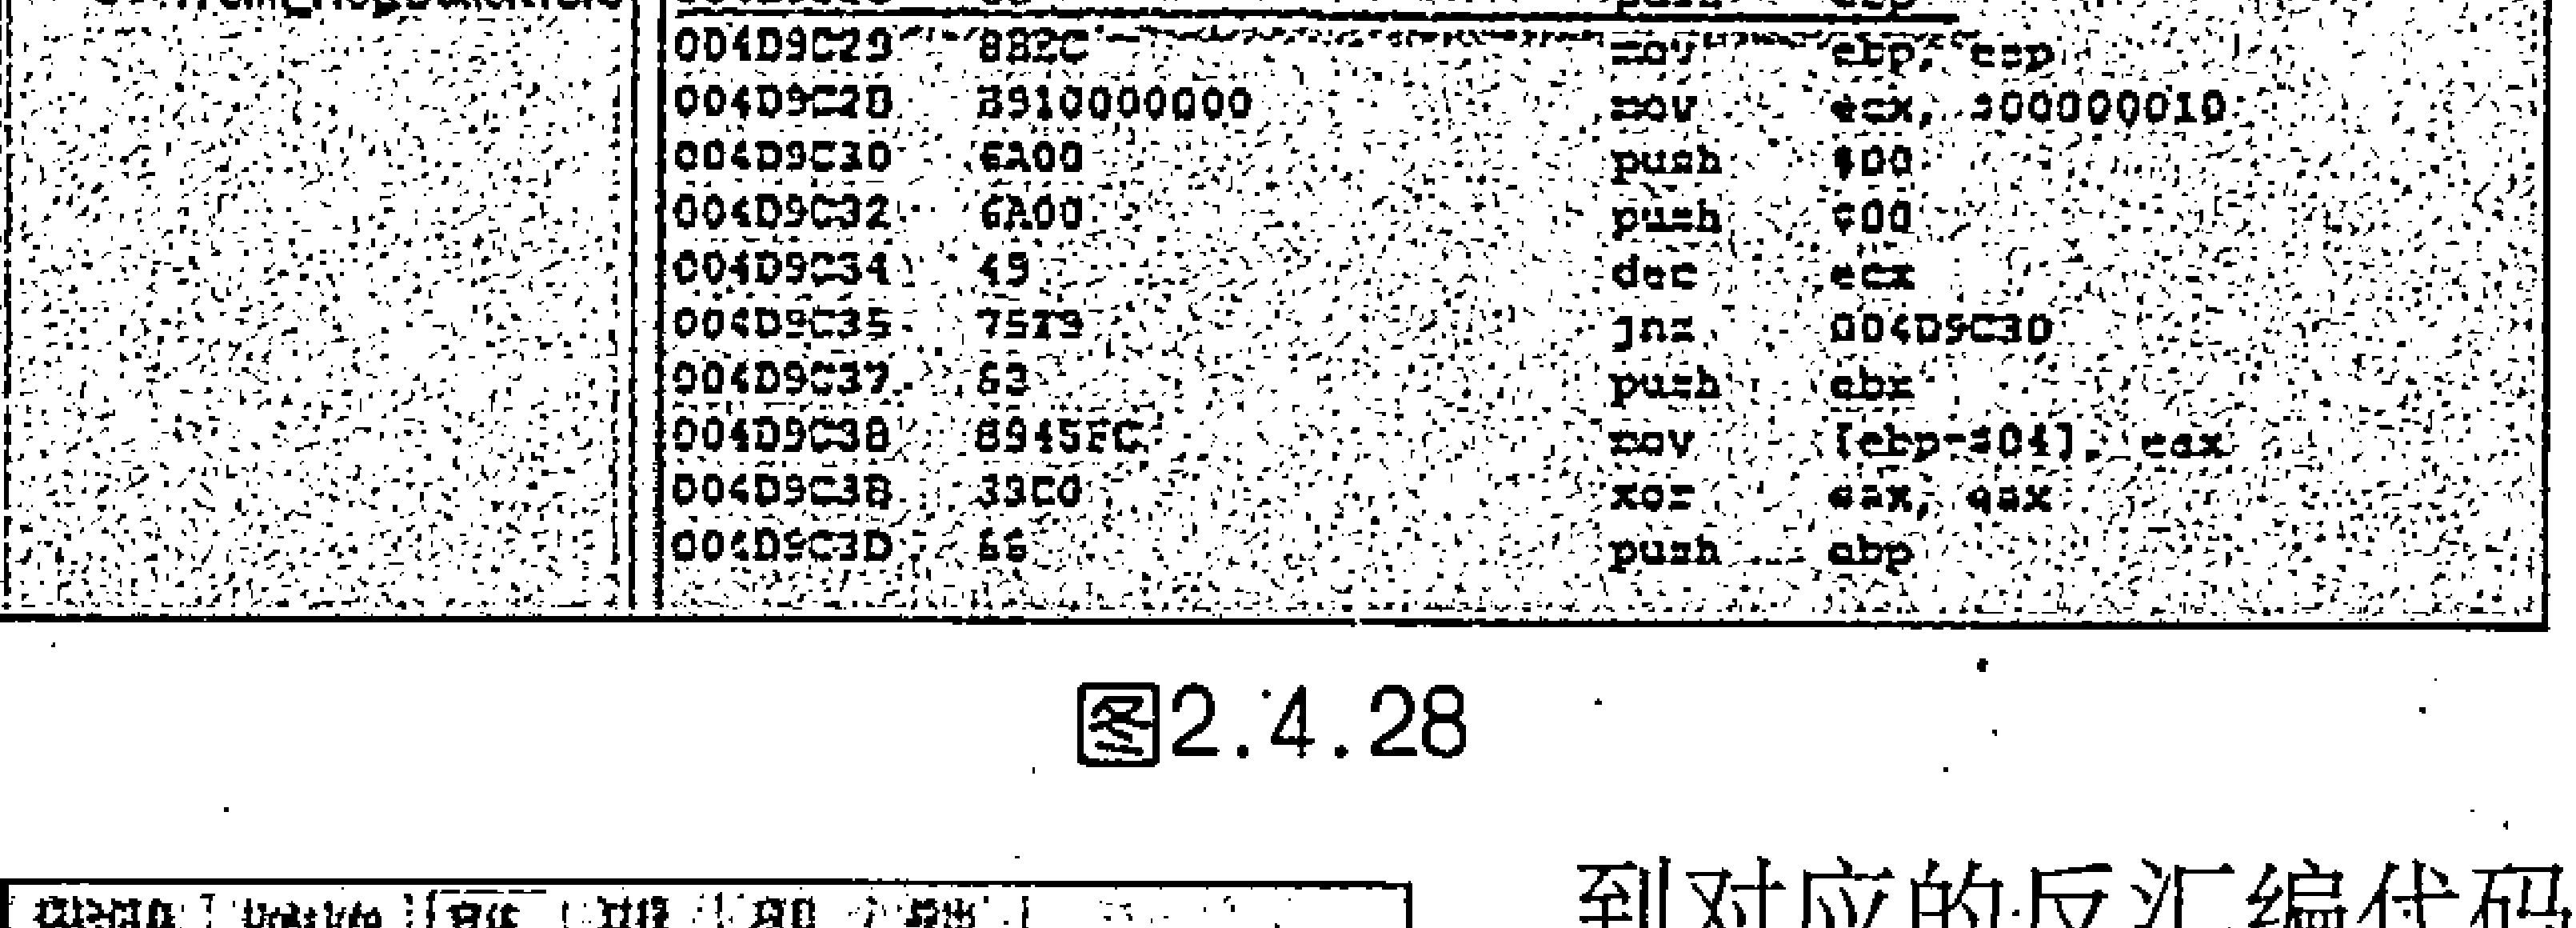 004D9C29 8BEC mov ebp, esp
004D9C2B B910000000 mov ecx, $00000010
004D9C30 6A00 push $00
004D9C32 6A00 push $00
004D9C34 49 dec ecx
004D9C35 75F9 jnz 004D9C30
004D9C37 53 push ebx
004D9C38 8945FC mov [ebp-$04], eax
004D9C3B 33C0 xor eax, eax
004D9C3D 55 push ebp
图2.4.28
到对应的反汇编代码